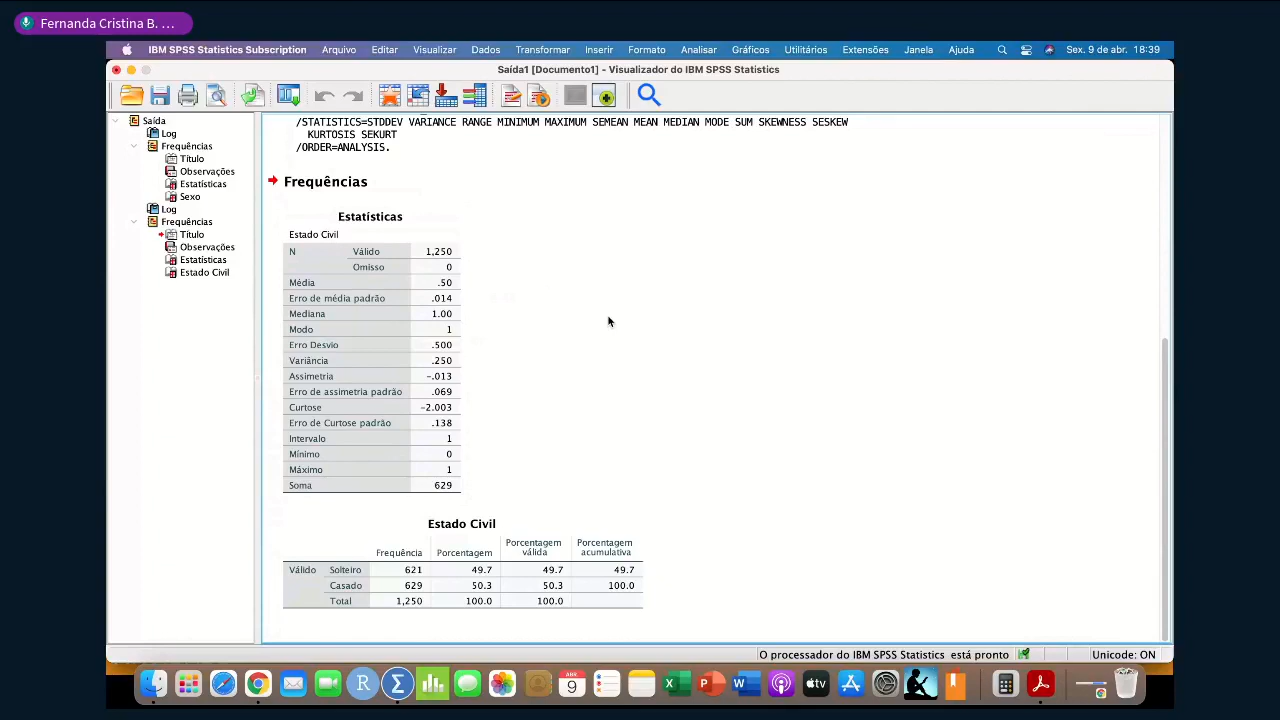 Fernanda Cristina B. ...
IBM SPSS Statistics Subscription Arquivo Editar Visualizar Dados Transformar Inserir Formato Analisar Gráficos Utilitários Extensões Janela Ajuda Sex. 9 de abr. 18:39
Saída1 [Documento1] - Visualizador do IBM SPSS Statistics
Saída
Log
Frequências
Título
Observações
Estatísticas
Sexo
Log
Frequências
Título
Observações
Estatísticas
Estado Civil
/STATISTICS=STDDEV VARIANCE RANGE MINIMUM MAXIMUM SEMEAN MEAN MEDIAN MODE SUM SKEWNESS SESKEW
KURTOSIS SEKURT
/ORDER=ANALYSIS.
Frequências
Estatísticas
Estado Civil
N Válido 1,250
Omisso 0
Média .50
Erro de média padrão .014
Mediana 1.00
Modo 1
Erro Desvio .500
Variância .250
Assimetria -.013
Erro de assimetria padrão .069
Curtose -2.003
Erro de Curtose padrão .138
Intervalo 1
Mínimo 0
Máximo 1
Soma 629
Estado Civil
Frequência Porcentagem Porcentagem válida Porcentagem acumulativa
Válido Solteiro 621 49.7 49.7 49.7
Casado 629 50.3 50.3 100.0
Total 1,250 100.0 100.0
O processador do IBM SPSS Statistics está pronto Unicode: ON
R Σ ABR 9 X P W tv